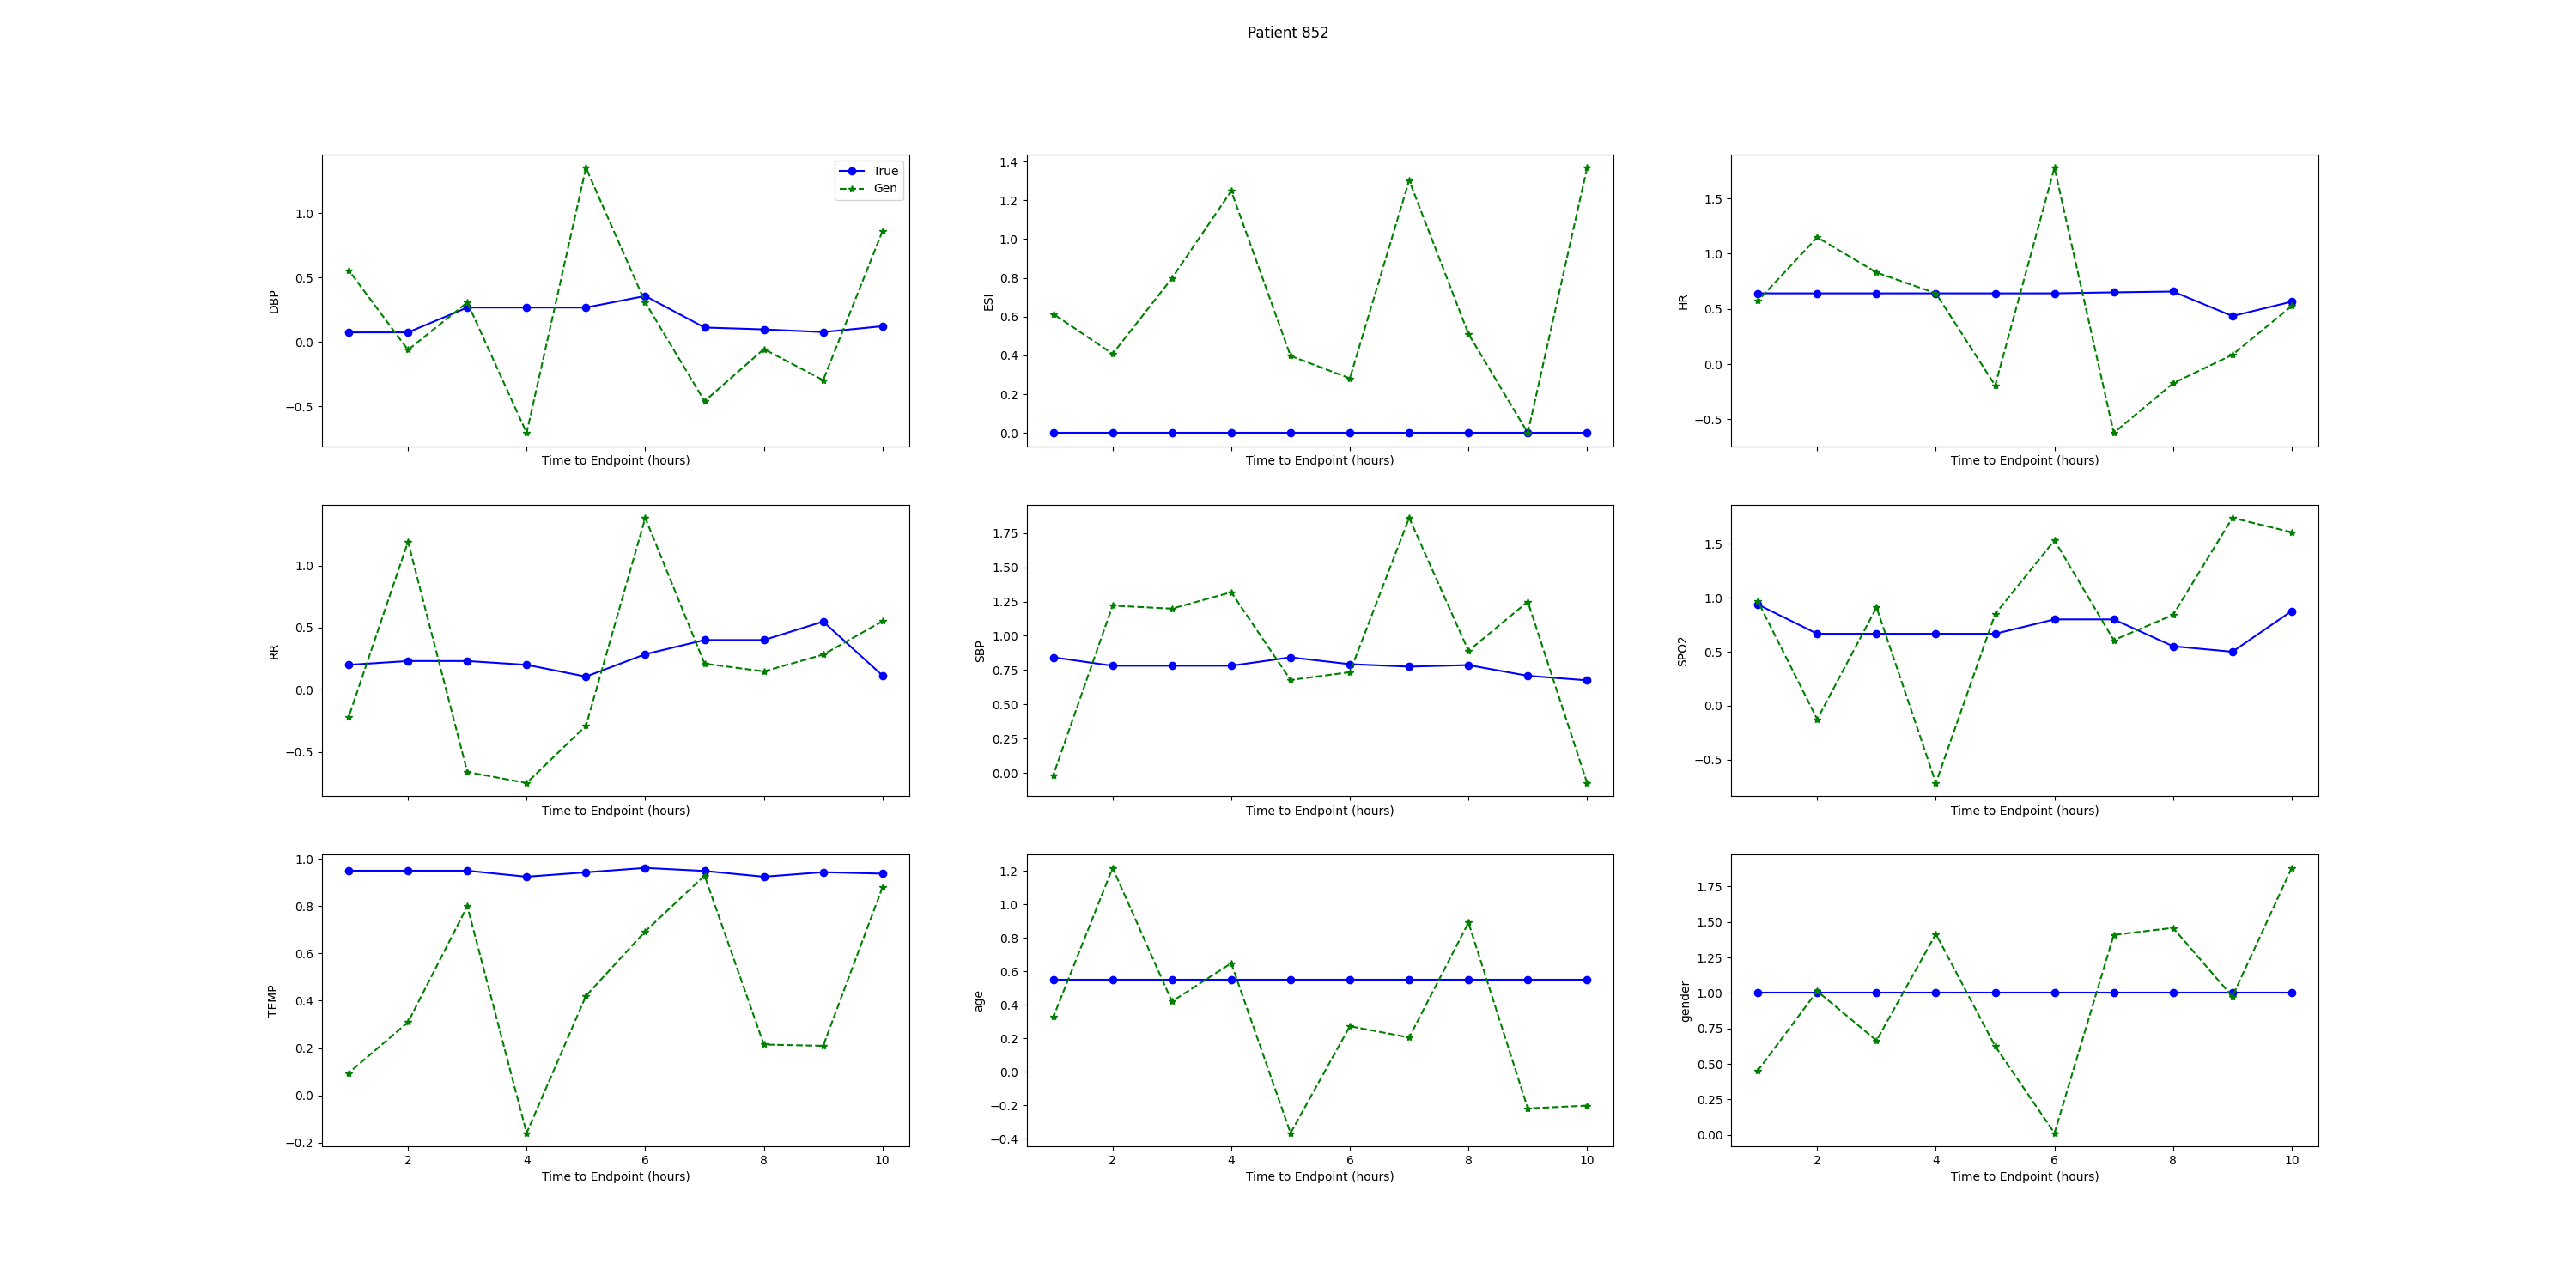 Patient 852
DBP
1.0
0.5
0.0
−0.5
True
Gen
Time to Endpoint (hours)
ESI
1.4
1.2
1.0
0.8
0.6
0.4
0.2
0.0
Time to Endpoint (hours)
HR
1.5
1.0
0.5
0.0
−0.5
Time to Endpoint (hours)
RR
1.0
0.5
0.0
−0.5
Time to Endpoint (hours)
SBP
1.75
1.50
1.25
1.00
0.75
0.50
0.25
0.00
Time to Endpoint (hours)
SPO2
1.5
1.0
0.5
0.0
−0.5
Time to Endpoint (hours)
TEMP
1.0
0.8
0.6
0.4
0.2
0.0
−0.2
2 4 6 8 10
Time to Endpoint (hours)
age
1.2
1.0
0.8
0.6
0.4
0.2
0.0
−0.2
−0.4
2 4 6 8 10
Time to Endpoint (hours)
gender
1.75
1.50
1.25
1.00
0.75
0.50
0.25
0.00
2 4 6 8 10
Time to Endpoint (hours)